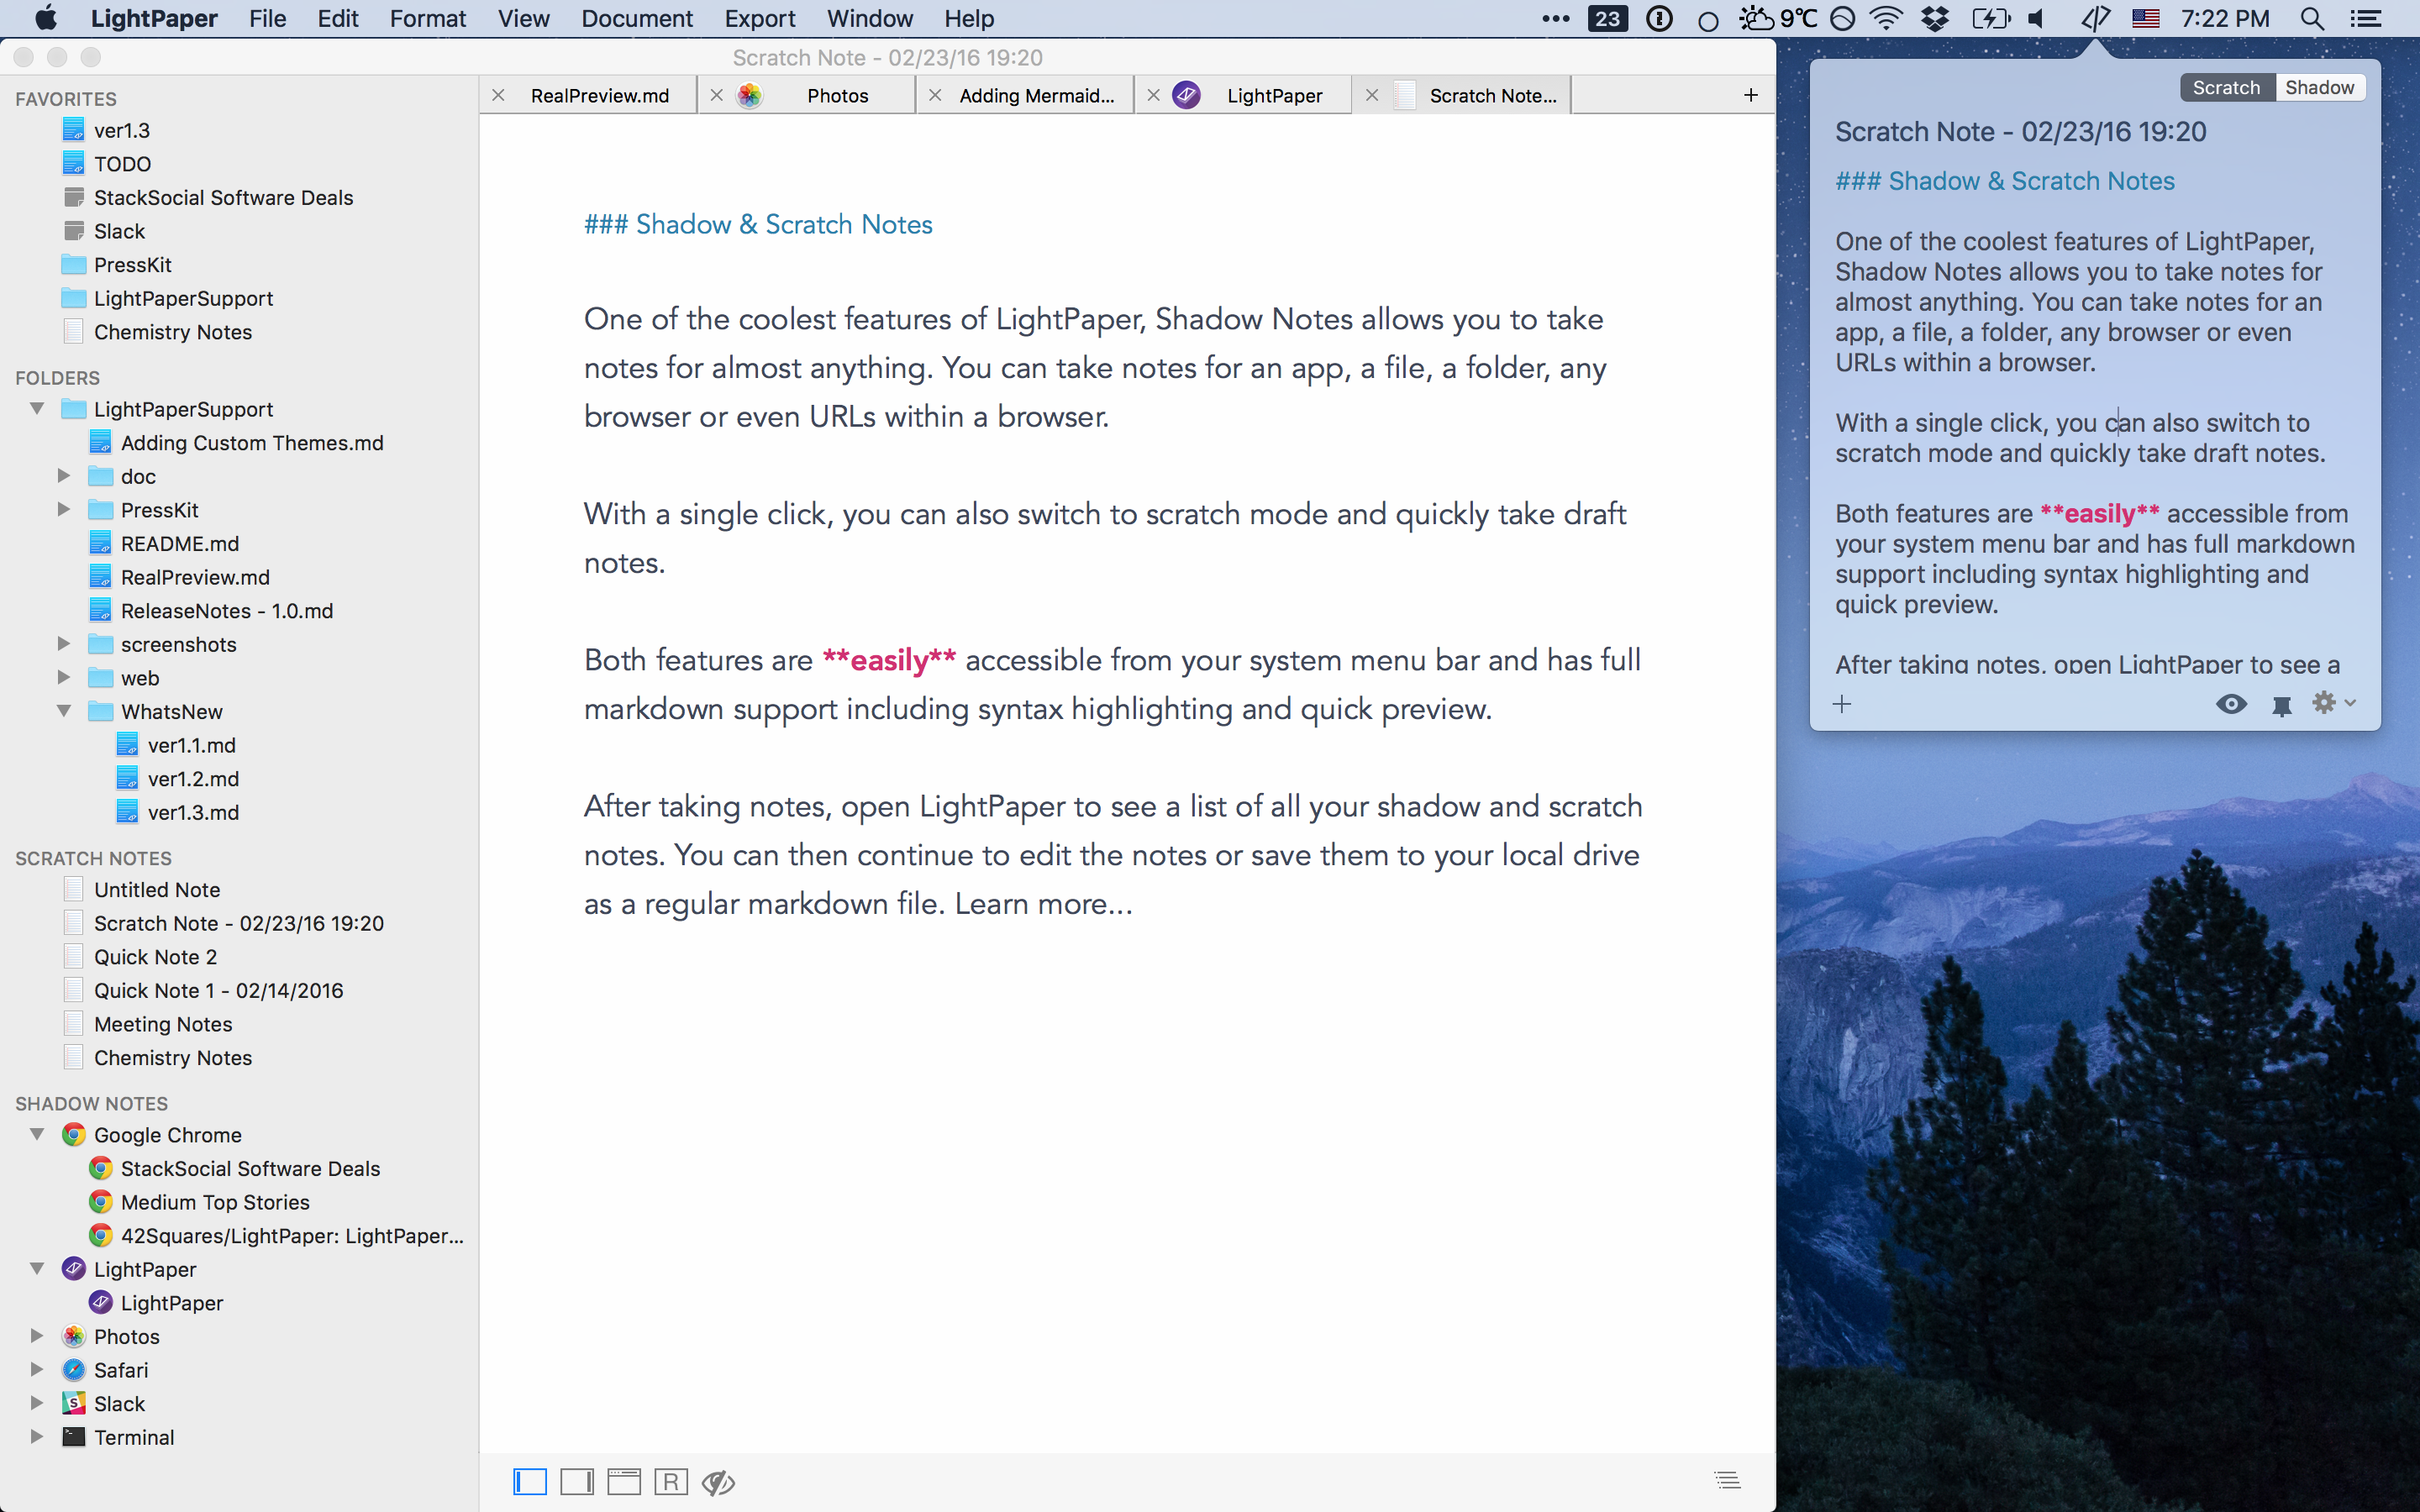 LightPaper File Edit Format View Document Export Window Help
23 9℃ 7:22 PM
Scratch Note - 02/23/16 19:20
FAVORITES
ver1.3
TODO
StackSocial Software Deals
Slack
PressKit
LightPaperSupport
Chemistry Notes
FOLDERS
LightPaperSupport
Adding Custom Themes.md
doc
PressKit
README.md
RealPreview.md
ReleaseNotes - 1.0.md
screenshots
web
WhatsNew
ver1.1.md
ver1.2.md
ver1.3.md
SCRATCH NOTES
Untitled Note
Scratch Note - 02/23/16 19:20
Quick Note 2
Quick Note 1 - 02/14/2016
Meeting Notes
Chemistry Notes
SHADOW NOTES
Google Chrome
StackSocial Software Deals
Medium Top Stories
42Squares/LightPaper: LightPaper...
LightPaper
LightPaper
Photos
Safari
Slack
Terminal
RealPreview.md Photos Adding Mermaid... LightPaper Scratch Note... +
### Shadow & Scratch Notes
One of the coolest features of LightPaper, Shadow Notes allows you to take
notes for almost anything. You can take notes for an app, a file, a folder, any
browser or even URLs within a browser.
With a single click, you can also switch to scratch mode and quickly take draft
notes.
Both features are **easily** accessible from your system menu bar and has full
markdown support including syntax highlighting and quick preview.
After taking notes, open LightPaper to see a list of all your shadow and scratch
notes. You can then continue to edit the notes or save them to your local drive
as a regular markdown file. Learn more...
R
Scratch Shadow
Scratch Note - 02/23/16 19:20
### Shadow & Scratch Notes
One of the coolest features of LightPaper,
Shadow Notes allows you to take notes for
almost anything. You can take notes for an
app, a file, a folder, any browser or even
URLs within a browser.
With a single click, you can also switch to
scratch mode and quickly take draft notes.
Both features are **easily** accessible from
your system menu bar and has full markdown
support including syntax highlighting and
quick preview.
After taking notes, open LightPaper to see a